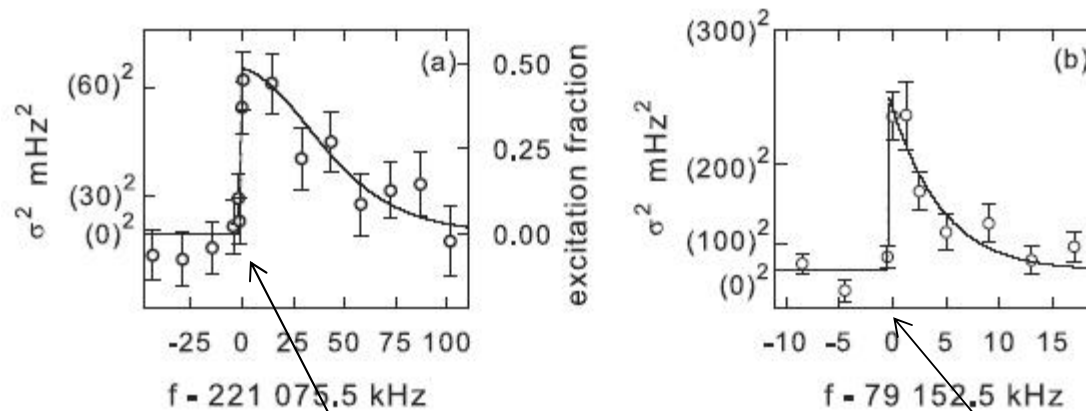 (a)
(60)²
(30)²
(0)²
σ² mHz²
0.50
0.25
0.00
excitation fraction
-25 0 25 50 75 100
f - 221 075.5 kHz
(b)
(300)²
(200)²
(100)²
(0)²
σ² mHz²
-10 -5 0 5 10 15
f - 79 152.5 kHz